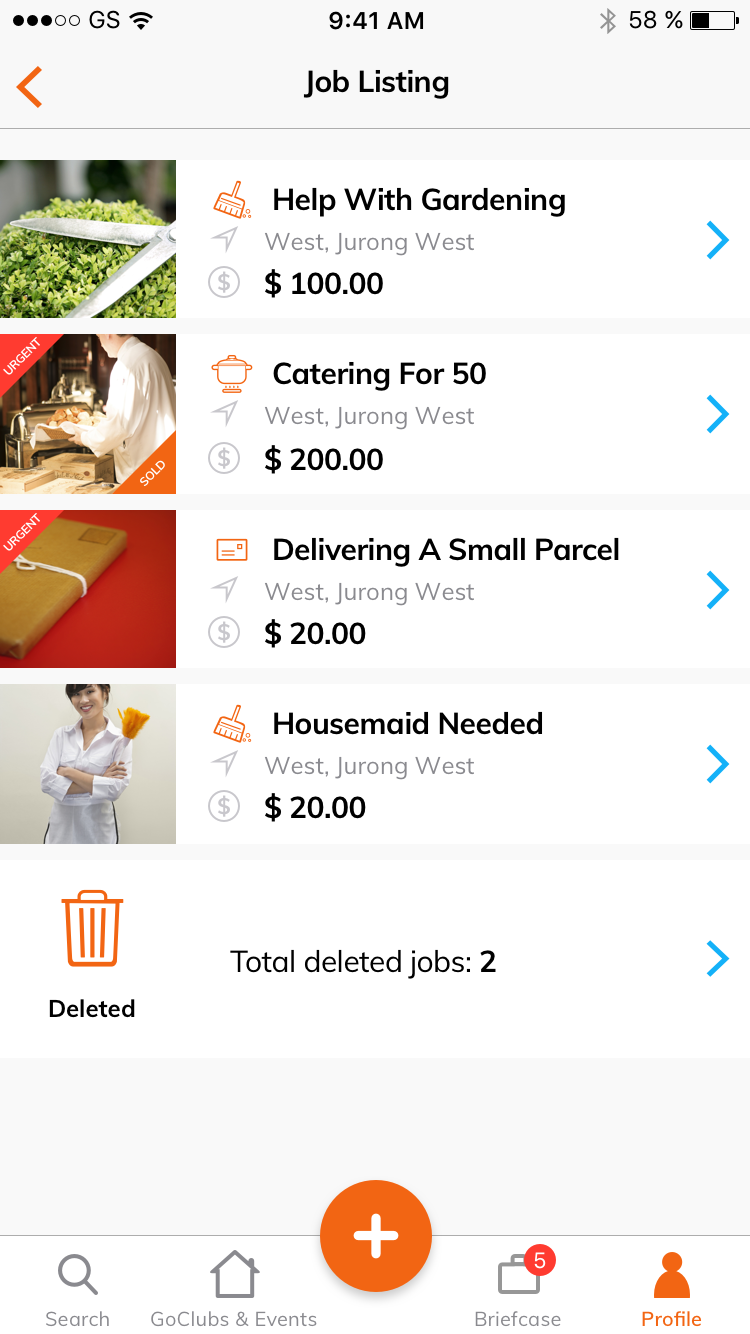 GS 9:41 AM 58 %
Job Listing
Help With Gardening
West, Jurong West
$ 100.00
URGENT
Catering For 50
West, Jurong West
$ 200.00
SOLD
URGENT
Delivering A Small Parcel
West, Jurong West
$ 20.00
Housemaid Needed
West, Jurong West
$ 20.00
Total deleted jobs: 2
Deleted
5
Search GoClubs & Events Briefcase Profile